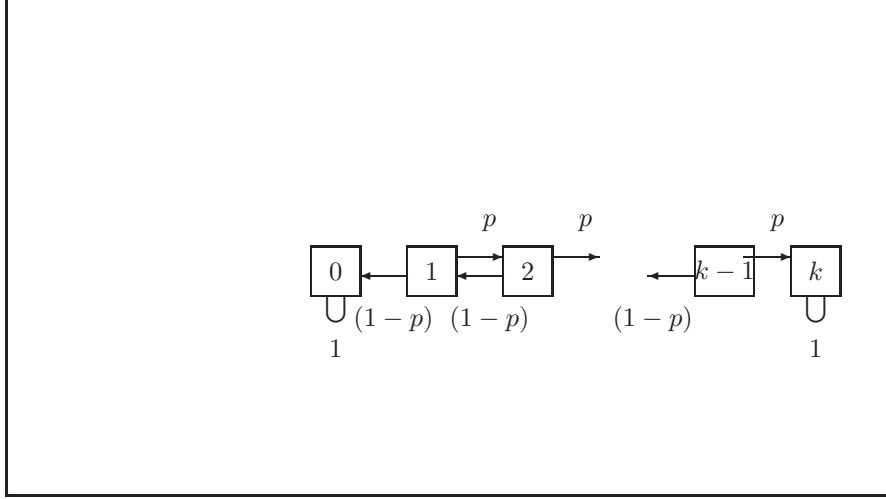 p p p
0 1 2 k − 1 k
(1 − p) (1 − p) (1 − p)
1 1